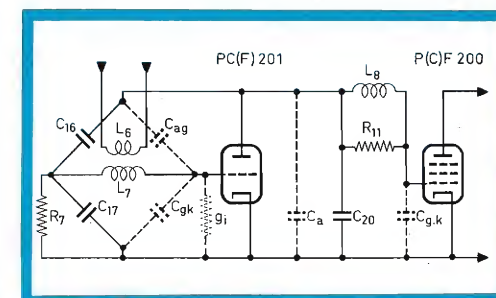 PC(F) 201
P(C)F 200
L8
C16
L6
Cag
R11
L7
R7
C17
Cgk
gi
Ca
C20
Cg.k